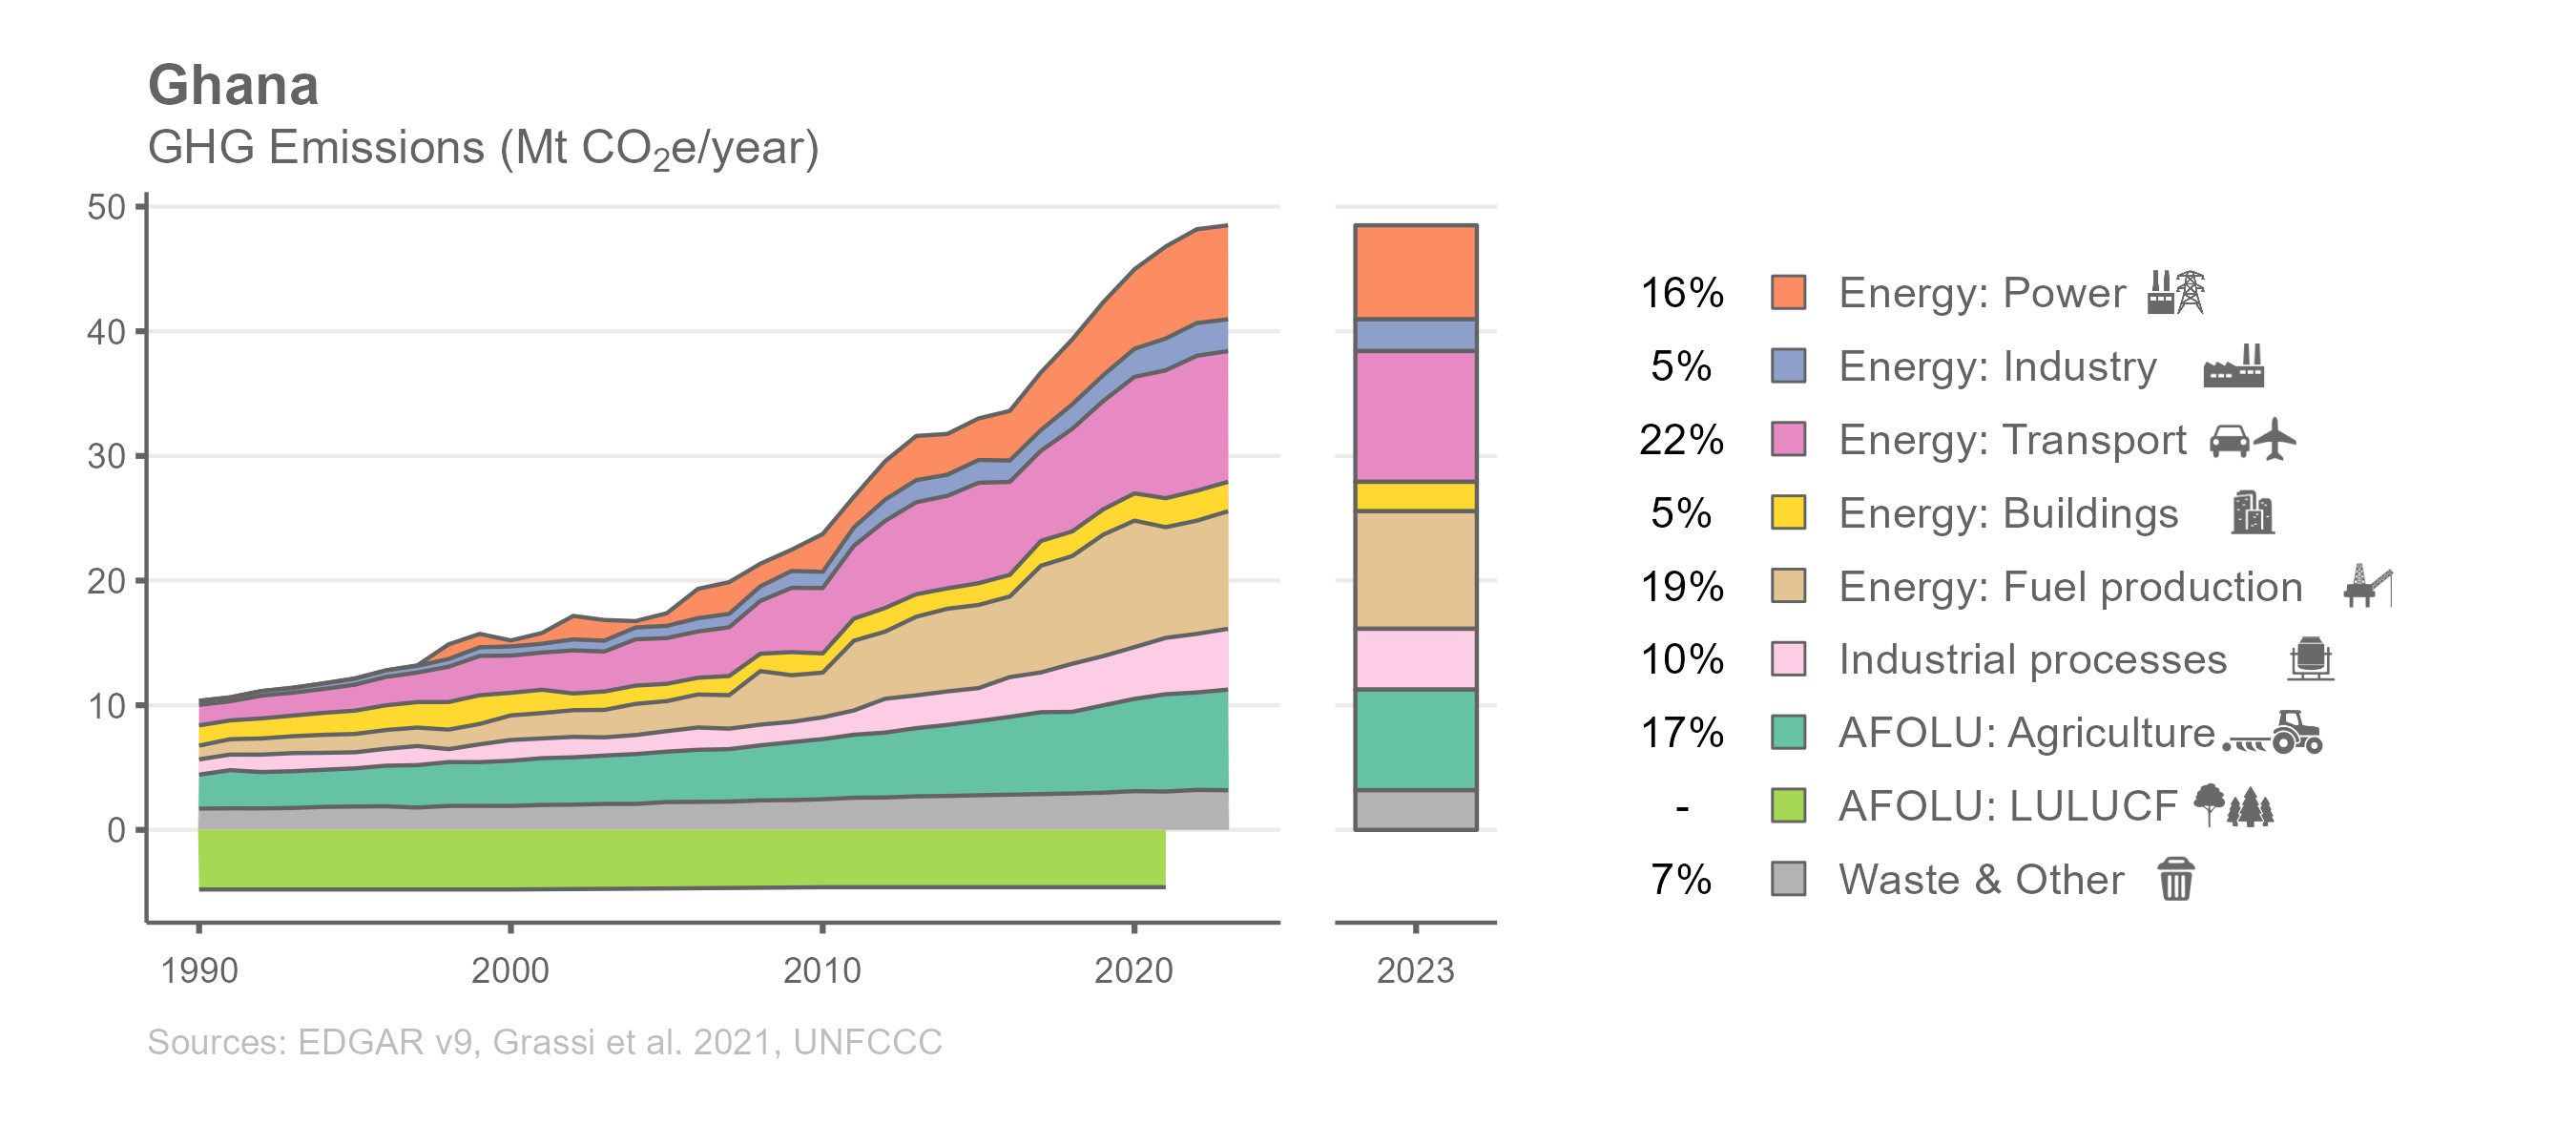 Ghana
GHG Emissions (Mt CO₂e/year)
50
40
30
20
10
0
1990 2000 2010 2020 2023
16% Energy: Power
5% Energy: Industry
22% Energy: Transport
5% Energy: Buildings
19% Energy: Fuel production
10% Industrial processes
17% AFOLU: Agriculture
- AFOLU: LULUCF
7% Waste & Other
Sources: EDGAR v9, Grassi et al. 2021, UNFCCC